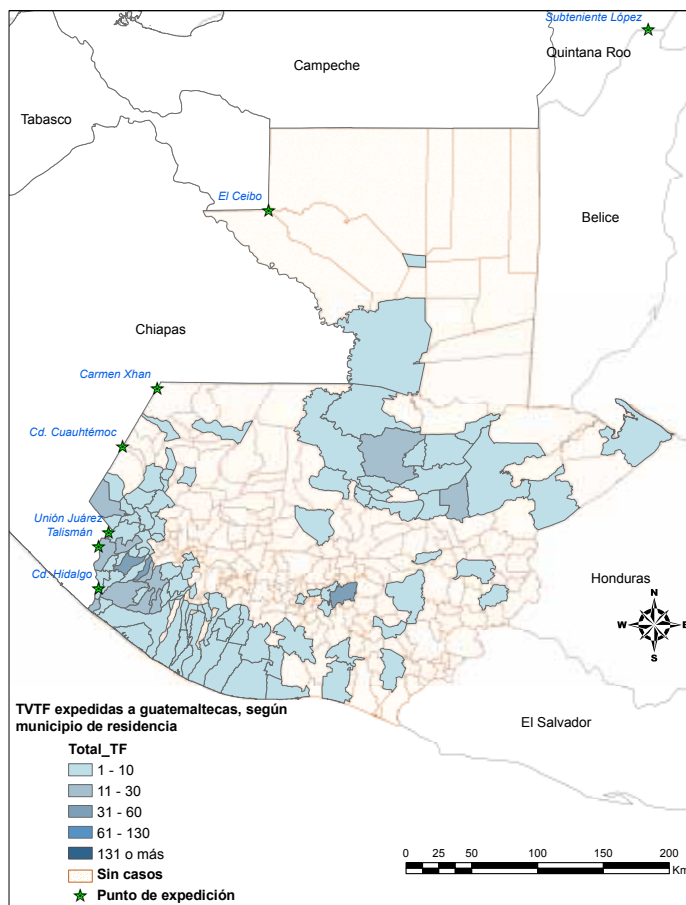 Subteniente López
Quintana Roo
Campeche
Tabasco
El Ceibo
Belice
Chiapas
Carmen Xhan
Cd. Cuauhtémoc
Unión Juárez
Talismán
Cd. Hidalgo
Honduras
N
W E
S
El Salvador
TVTF expedidas a guatemaltecas, según
municipio de residencia
Total_TF
1 - 10
11 - 30
31 - 60
61 - 130
131 o más
Sin casos
Punto de expedición
0 25 50 100 150 200
Km